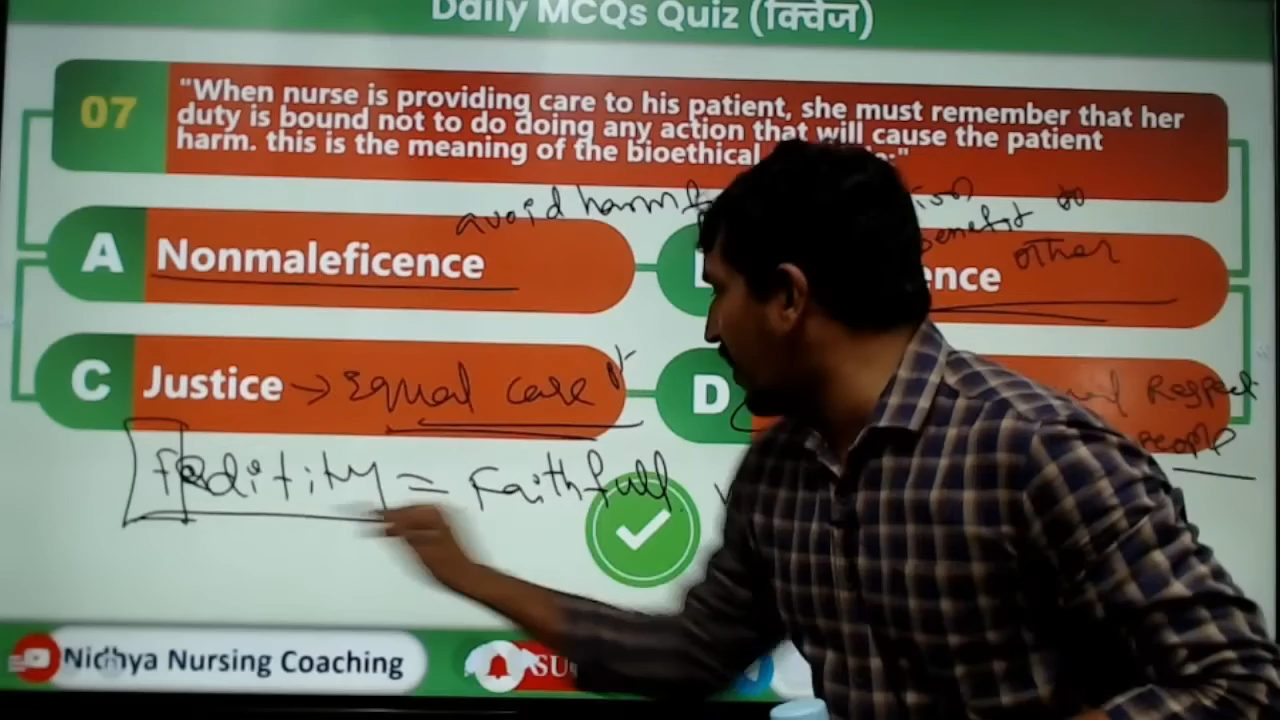 Daily MCQs Quiz (क्विज)
07
"When nurse is providing care to his patient, she must remember that her
duty is bound not to do doing any action that will cause the patient
harm. this is the meaning of the bioethical
avoid harm
benefit to
other
A Nonmaleficence
ence
C Justice → Equal care
D
Respect
People
= Faithfull
Nidhya Nursing Coaching
SU